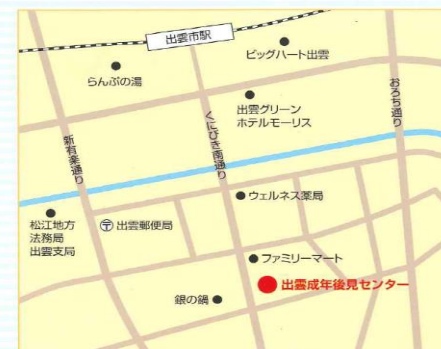 出雲市駅
ビッグハート出雲
らんぷの湯
おろち通り
出雲グリーン
ホテルモーリス
新有楽通り
くにびき南通り
ウェルネス薬局
松江地方
法務局
出雲支局
〒 出雲郵便局
ファミリーマート
出雲成年後見センター
銀の鍋